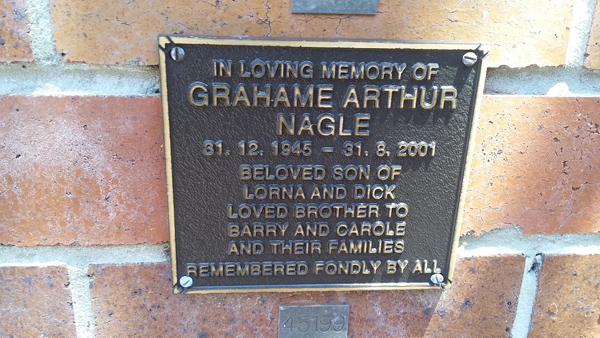 IN LOVING MEMORY OF
GRAHAME ARTHUR
NAGLE
31. 12. 1945 - 31. 8. 2001
BELOVED SON OF
LORNA AND DICK
LOVED BROTHER TO
BARRY AND CAROLE
AND THEIR FAMILIES
REMEMBERED FONDLY BY ALL
45199